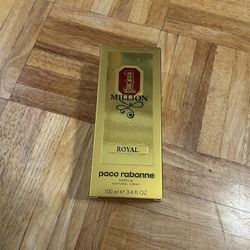 1
MILLION
ROYAL
paco rabanne
PARFUM
NATURAL SPRAY
100 ml e 3.4 FL OZ